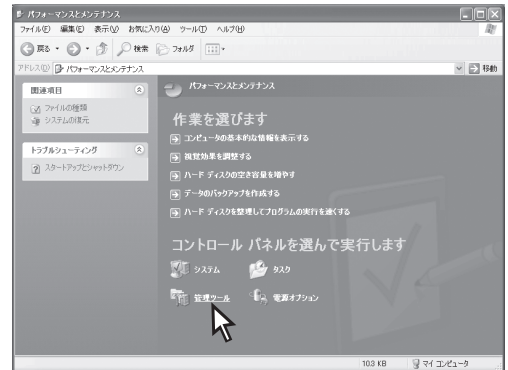 パフォーマンスとメンテナンス
ファイル(F) 編集(E) 表示(V) お気に入り(A) ツール(T) ヘルプ(H)
戻る 検索 フォルダ
アドレス(D) パフォーマンスとメンテナンス 移動
関連項目
ファイルの種類
システムの復元
トラブルシューティング
スタートアップとシャットダウン
パフォーマンスとメンテナンス
作業を選びます
コンピュータの基本的な情報を表示する
視覚効果を調整する
ハード ディスクの空き容量を増やす
データのバックアップを作成する
ハード ディスクを整理してプログラムの実行を速くする
コントロール パネルを選んで実行します
システム タスク
管理ツール 電源オプション
103 KB マイ コンピュータ